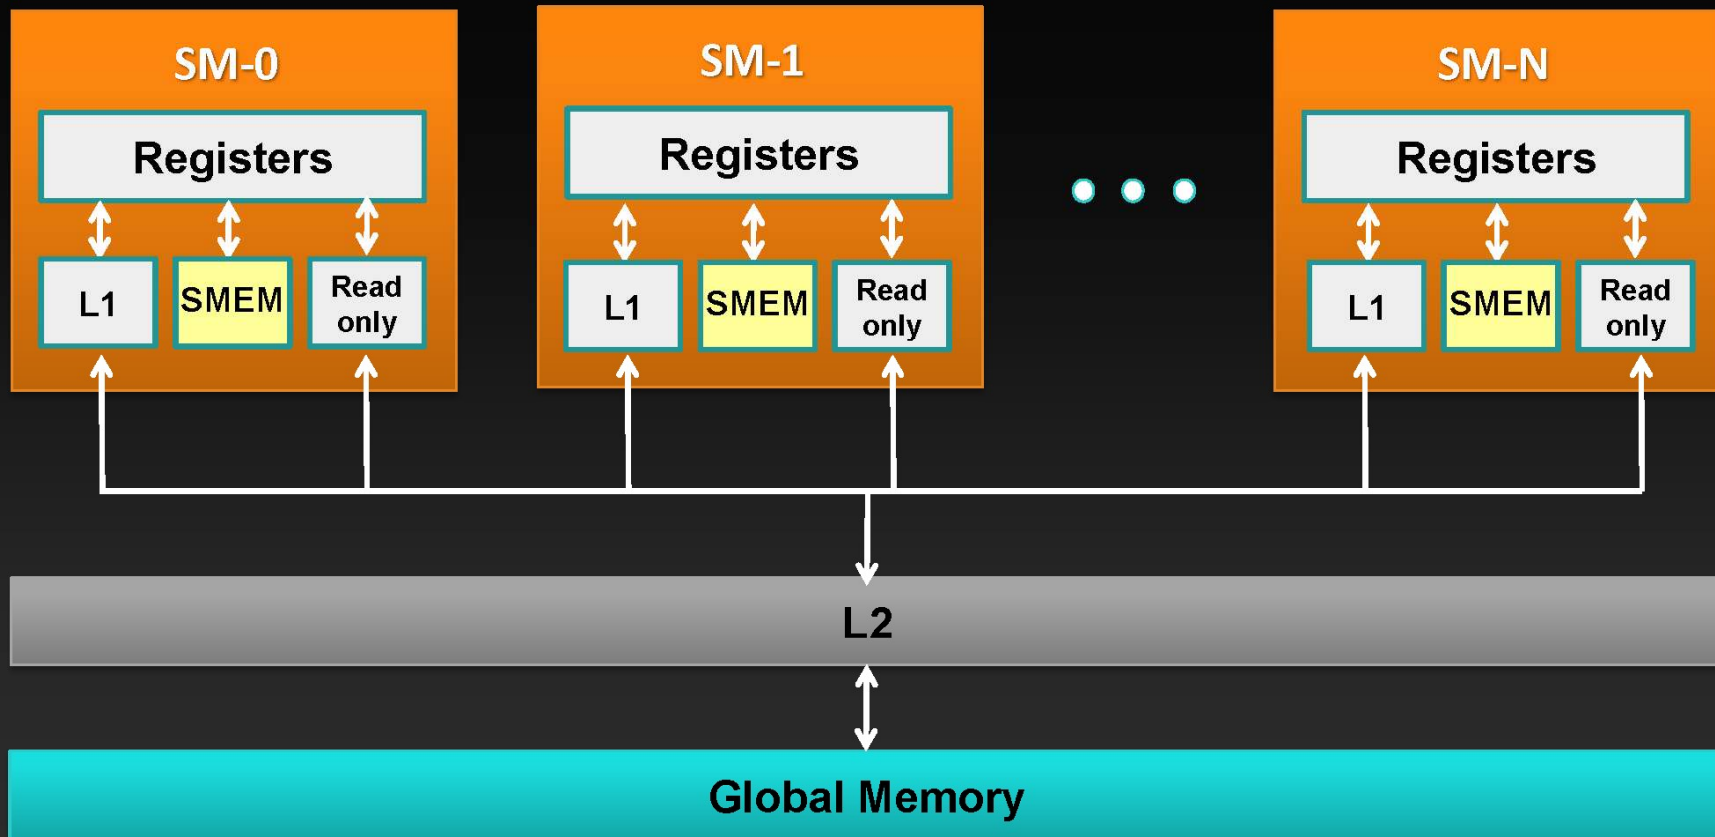 SM-0
Registers
L1
SMEM
Read
only
SM-1
Registers
L1
SMEM
Read
only
SM-N
Registers
L1
SMEM
Read
only
L2
Global Memory